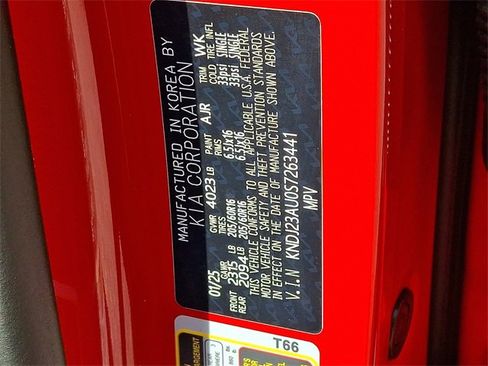 MANUFACTURED IN KOREA BY
KIA CORPORATION
01/25 GVWR 4023 LB PAINT AJR TRIM WK
GAWR TIRES RIMS COLD TIRE INFL
FRONT 2315 LB 205/60R16 6.5Jx16 33psi SINGLE
REAR 2094 LB 205/60R16 6.5Jx16 33psi SINGLE
THIS VEHICLE CONFORMS TO ALL APPLICABLE U.S.A. FEDERAL
MOTOR VEHICLE SAFETY AND THEFT PREVENTION STANDARDS
IN EFFECT ON THE DATE OF MANUFACTURE SHOWN ABOVE.
V.I.N KNDJ23AU0S7263441
MPV
T66